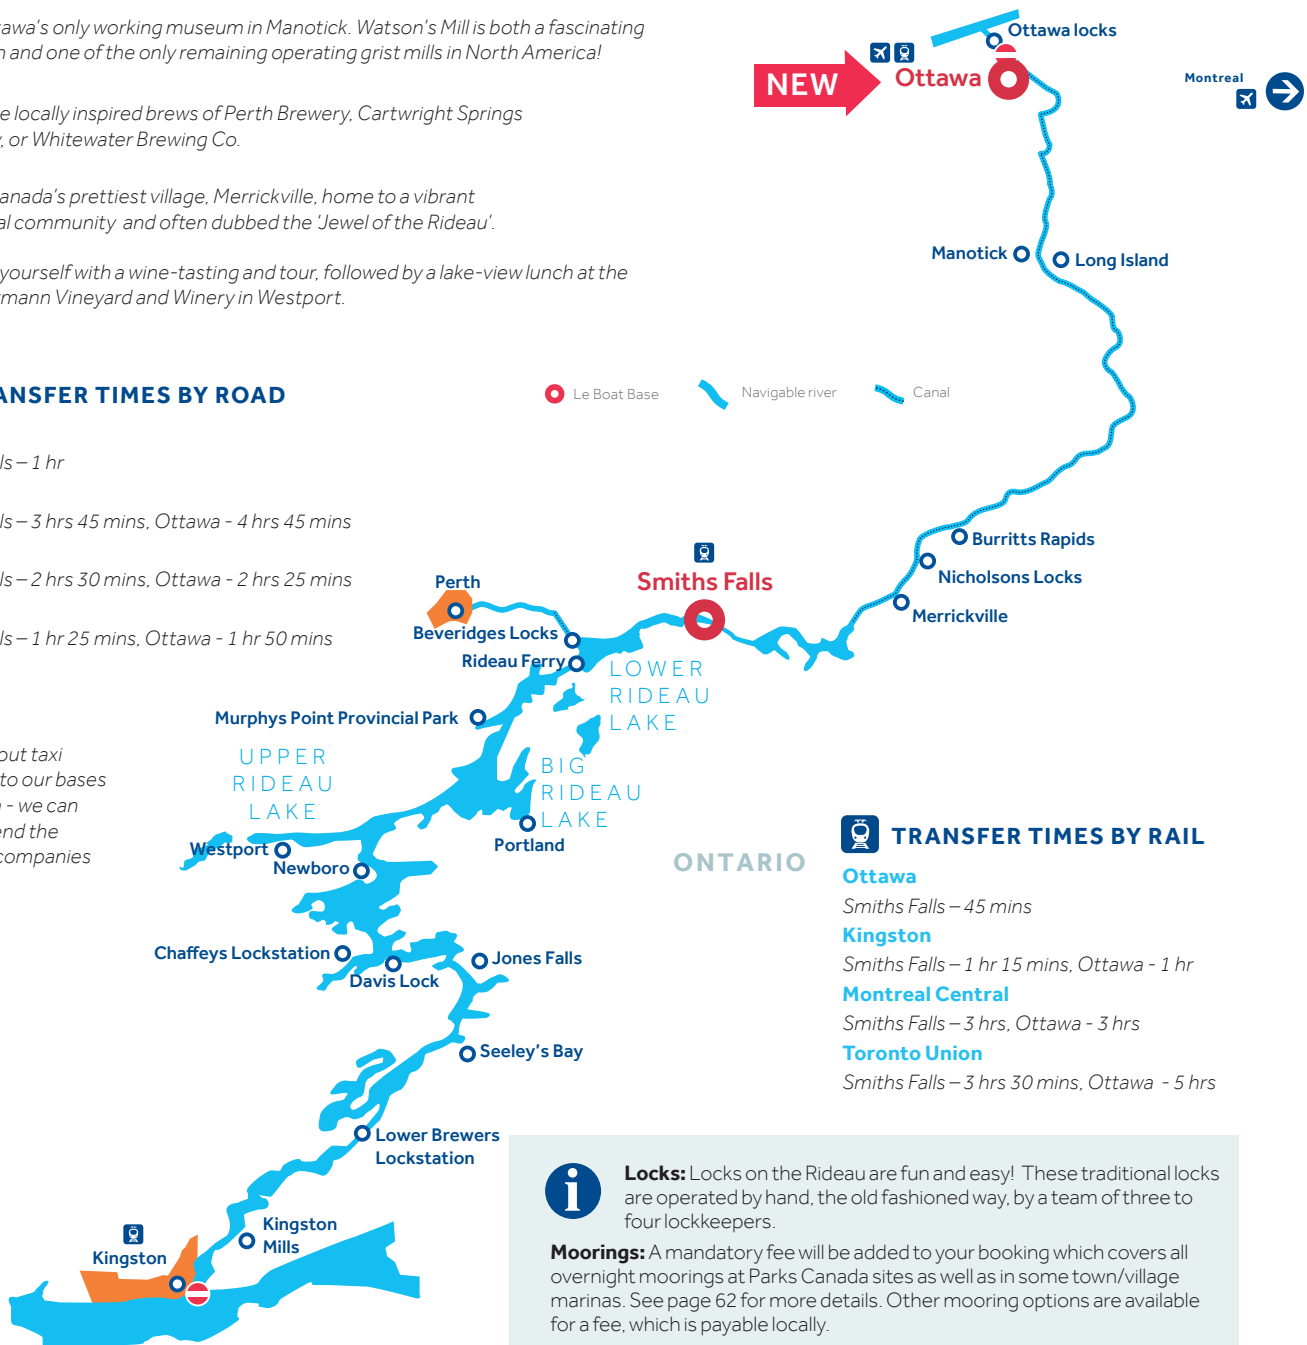 awa's only working museum in Manotick. Watson's Mill is both a fascinating
and one of the only remaining operating grist mills in North America!
e locally inspired brews of Perth Brewery, Cartwright Springs
, or Whitewater Brewing Co.
anada's prettiest village, Merrickville, home to a vibrant
al community and often dubbed the 'Jewel of the Rideau'.
yourself with a wine-tasting and tour, followed by a lake-view lunch at the
mann Vineyard and Winery in Westport.
ANSFER TIMES BY ROAD
lls – 1 hr
lls – 3 hrs 45 mins, Ottawa - 4 hrs 45 mins
lls – 2 hrs 30 mins, Ottawa - 2 hrs 25 mins
lls – 1 hr 25 mins, Ottawa - 1 hr 50 mins
out taxi
to our bases
- we can
end the
companies
Le Boat Base
Navigable river
Canal
Ottawa locks
NEW
Ottawa
Montreal
Manotick
Long Island
Burritts Rapids
Nicholsons Locks
Merrickville
Smiths Falls
Perth
Beveridges Locks
Rideau Ferry
LOWER
RIDEAU
LAKE
Murphys Point Provincial Park
UPPER
RIDEAU
LAKE
BIG
RIDEAU
LAKE
Portland
Westport
Newboro
ONTARIO
Chaffeys Lockstation
Davis Lock
Jones Falls
Seeley's Bay
Lower Brewers
Lockstation
Kingston
Mills
Kingston
TRANSFER TIMES BY RAIL
Ottawa
Smiths Falls – 45 mins
Kingston
Smiths Falls – 1 hr 15 mins, Ottawa - 1 hr
Montreal Central
Smiths Falls – 3 hrs, Ottawa - 3 hrs
Toronto Union
Smiths Falls – 3 hrs 30 mins, Ottawa - 5 hrs
i
Locks: Locks on the Rideau are fun and easy! These traditional locks
are operated by hand, the old fashioned way, by a team of three to
four lockkeepers.
Moorings: A mandatory fee will be added to your booking which covers all
overnight moorings at Parks Canada sites as well as in some town/village
marinas. See page 62 for more details. Other mooring options are available
for a fee, which is payable locally.